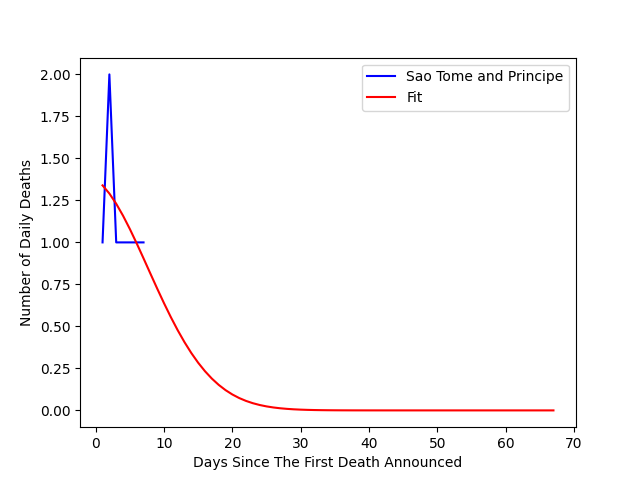 Sao Tome and Principe
Fit
Number of Daily Deaths
2.00
1.75
1.50
1.25
1.00
0.75
0.50
0.25
0.00
0 10 20 30 40 50 60 70
Days Since The First Death Announced